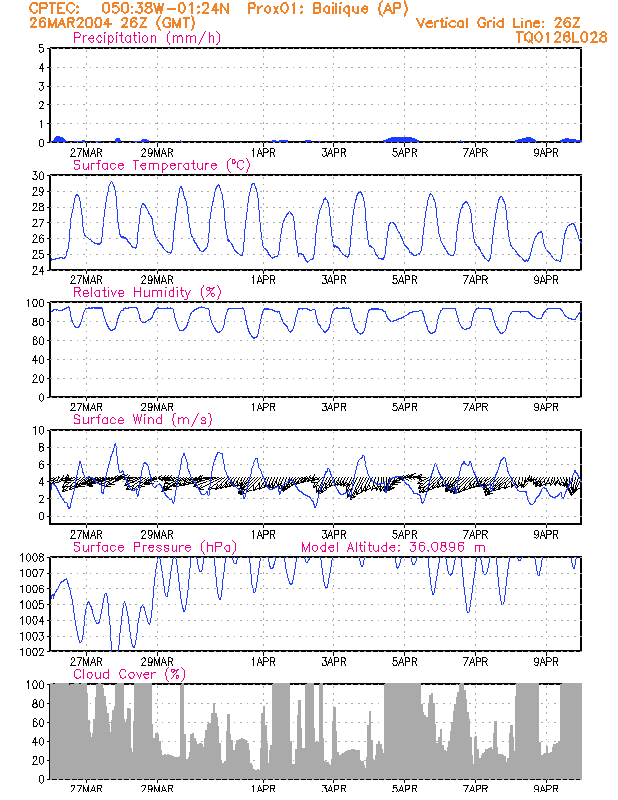 CPTEC: 050:38W-01:24N Prox01: Bailique (AP)
26MAR2004 26Z (GMT) Vertical Grid Line: 26Z
Precipitation (mm/h) TQ0126L028
5
4
3
2
1
0
27MAR 29MAR 1APR 3APR 5APR 7APR 9APR
Surface Temperature (ºC)
30
29
28
27
26
25
24
27MAR 29MAR 1APR 3APR 5APR 7APR 9APR
Relative Humidity (%)
100
80
60
40
20
0
27MAR 29MAR 1APR 3APR 5APR 7APR 9APR
Surface Wind (m/s)
10
8
6
4
2
0
27MAR 29MAR 1APR 3APR 5APR 7APR 9APR
Surface Pressure (hPa) Model Altitude: 36.0896 m
1008
1007
1006
1005
1004
1003
1002
27MAR 29MAR 1APR 3APR 5APR 7APR 9APR
Cloud Cover (%)
100
80
60
40
20
0
27MAR 29MAR 1APR 3APR 5APR 7APR 9APR